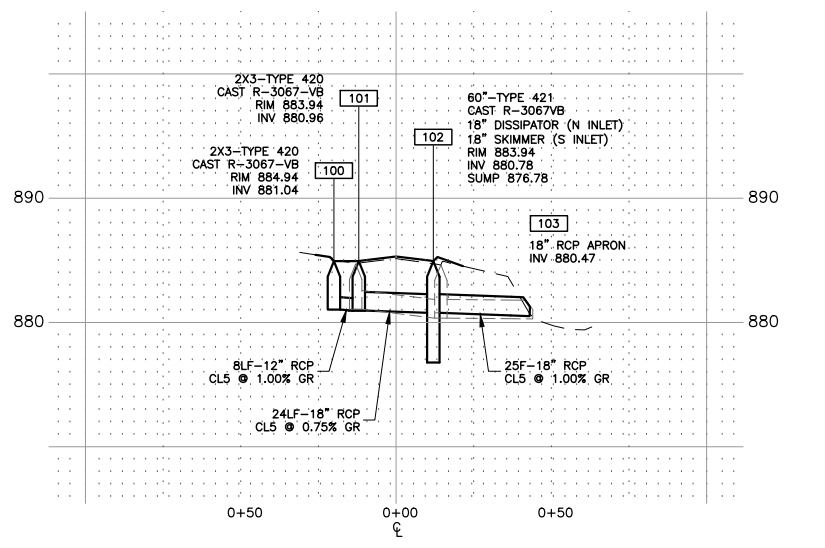 2X3-TYPE 420
CAST R-3067-VB
RIM 883.94
INV 880.96
101
60"-TYPE 421
CAST R-3067VB
18" DISSIPATOR (N INLET)
18" SKIMMER (S INLET)
RIM 883.94
INV 880.78
SUMP 876.78
102
2X3-TYPE 420
CAST R-3067-VB
RIM 884.94
INV 881.04
100
890
890
103
18" RCP APRON
INV 880.47
880
880
8LF-12" RCP
CL5 @ 1.00% GR
25F-18" RCP
CL5 @ 1.00% GR
24LF-18" RCP
CL5 @ 0.75% GR
0+50
0+00
0+50
CL